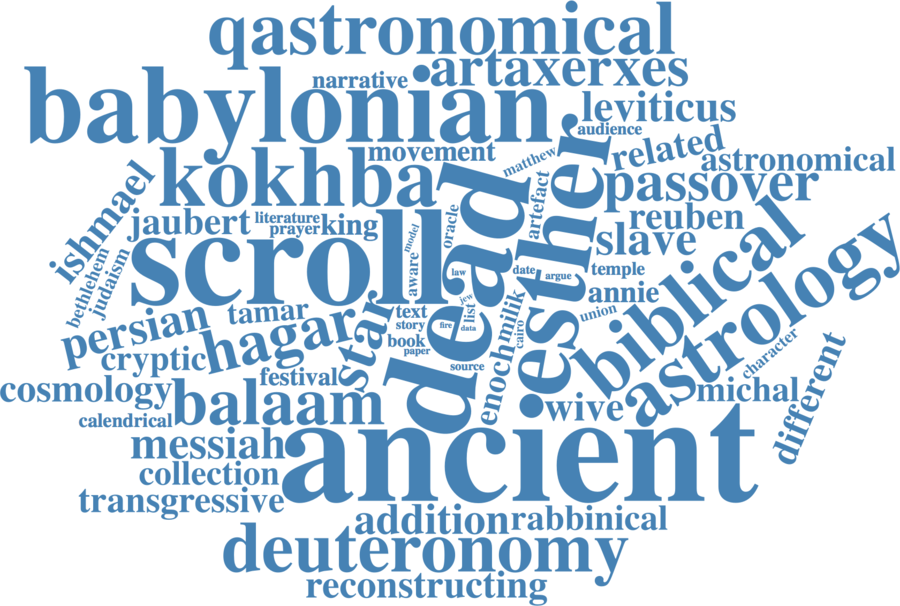 qastronomical
narrative
artaxerxes
babylonian
leviticus
audience
movement
matthew
related
astronomical
kokhba
esther
passover
ishmael
dead
artefact
jaubert
literature
prayer
king
oracle
reuben
slave
biblical
astrology
scroll
model
aware
bethlehem
judaism
law
date
argue
temple
annie
jew
list
milk
union
persian
tamar
hagar
star
text
story
fire
data
cairo
cryptic
book
paper
source
enoch
character
different
cosmology
festival
michal
balaam
wive
calendrical
ancient
messiah
collection
transgressive
addition
rabbinical
deuteronomy
reconstructing